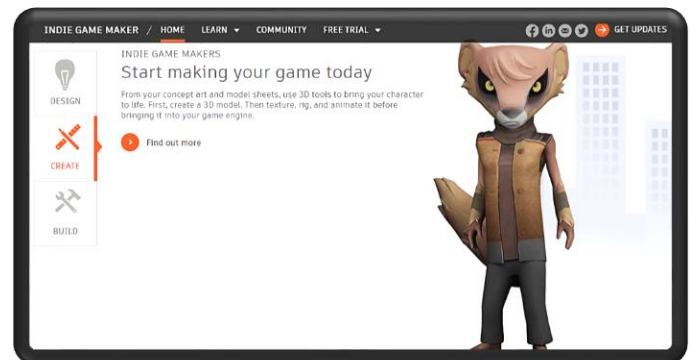 INDIE GAME MAKER / HOME LEARN COMMUNITY FREE TRIAL GET UPDATES
INDIE GAME MAKERS
Start making your game today
From your concept art and model sheets, use 3D tools to bring your character
to life. First, create a 3D model. Then texture, rig, and animate it before
bringing it into your game engine.
Find out more
DESIGN
CREATE
BUILD